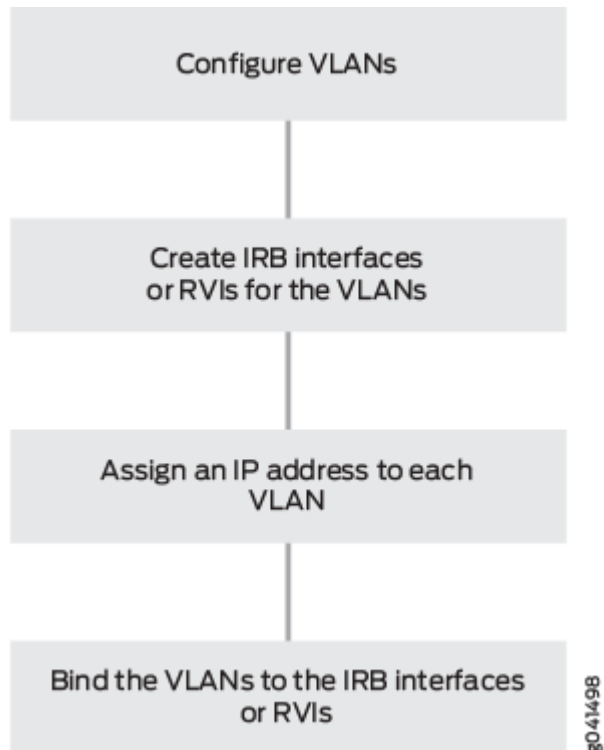 Configure VLANs
Create IRB interfaces
or RVIs for the VLANs
Assign an IP address to each
VLAN
Bind the VLANs to the IRB interfaces
or RVIs
g041498